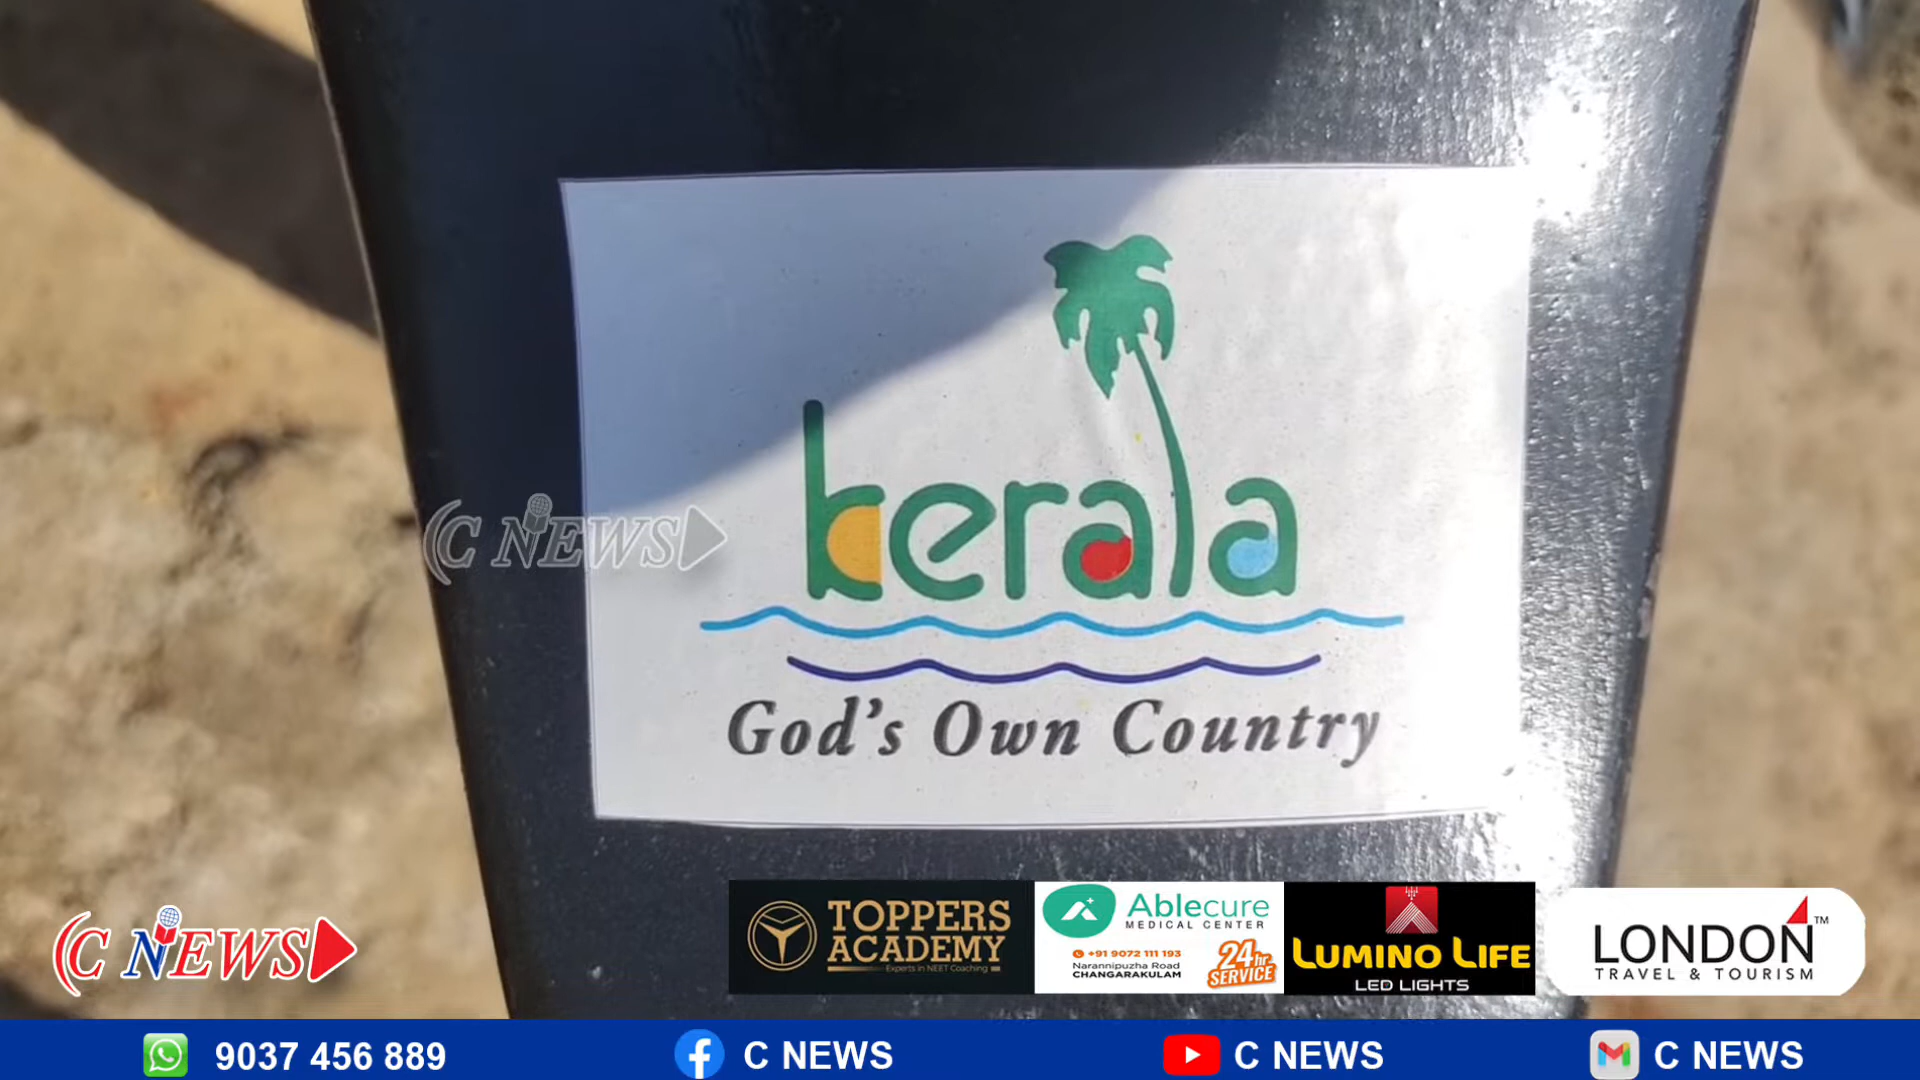 kerala
God's Own Country
C NEWS
C NEWS
TOPPERS
ACADEMY
Experts in NEET Coaching
Ablecure
MEDICAL CENTER
+91 9072 111 193
Narannipuzha Road
CHANGARAKULAM
24hr
SERVICE
LUMINO LIFE
LED LIGHTS
LONDON™
TRAVEL & TOURISM
9037 456 889
C NEWS
C NEWS
C NEWS